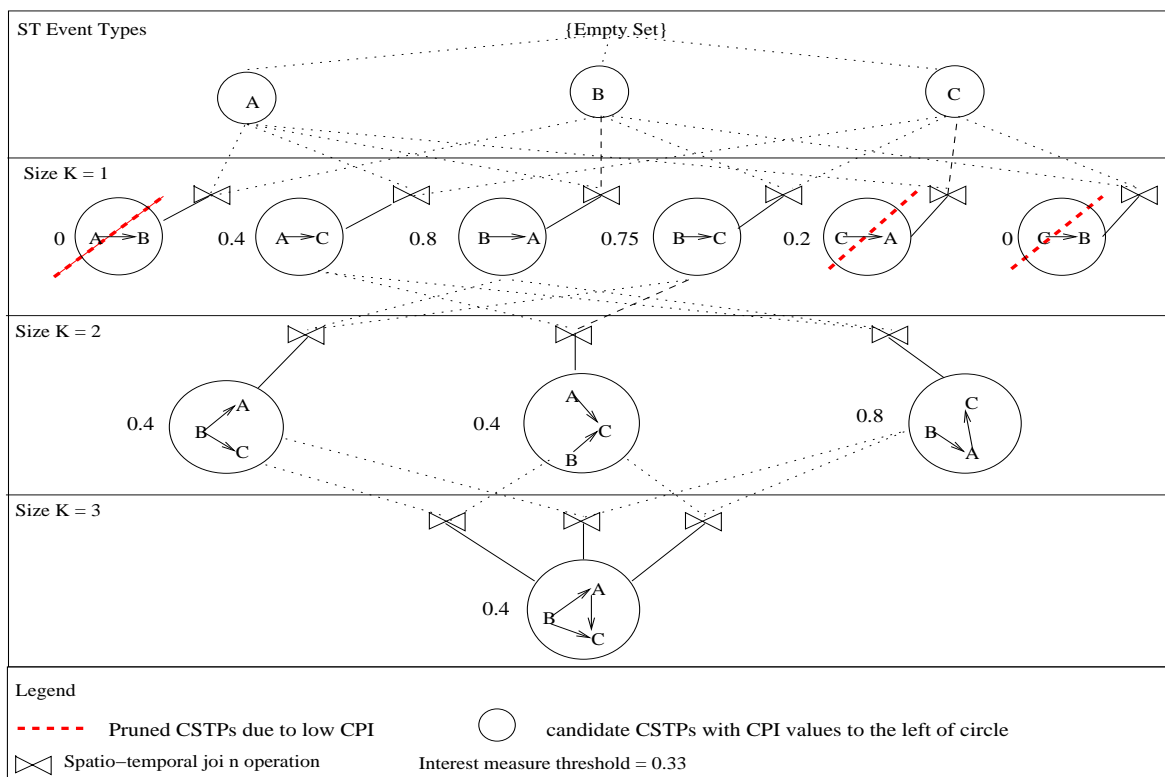 ST Event Types
{Empty Set}
A
B
C
Size K = 1
0
A B
0.4
A C
0.8
B A
0.75
B C
0.2
C A
0
C B
Size K = 2
0.4
B A C
0.4
A B C
0.8
B C A
Size K = 3
0.4
B A C
Legend
Pruned CSTPs due to low CPI
candidate CSTPs with CPI values to the left of circle
Spatio-temporal joi n operation
Interest measure threshold = 0.33